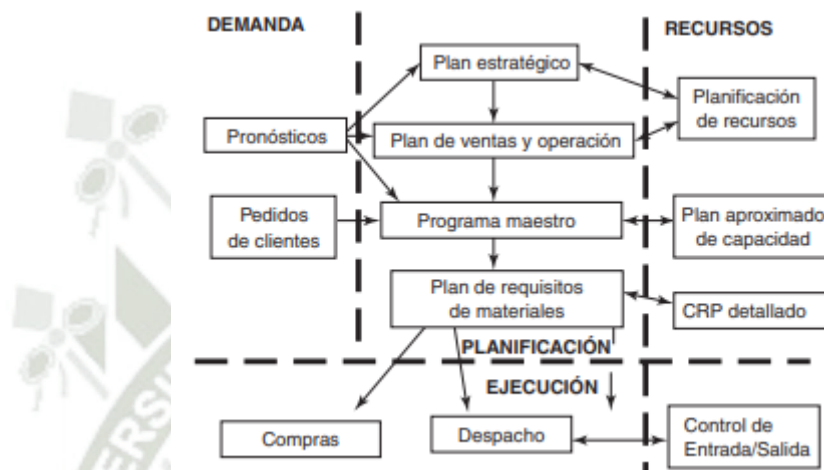 DEMANDA
RECURSOS
Plan estratégico
Planificación
de recursos
Pronósticos
Plan de ventas y operación
Pedidos
de clientes
Programa maestro
Plan aproximado
de capacidad
Plan de requisitos
de materiales
CRP detallado
PLANIFICACIÓN
EJECUCIÓN
Compras
Despacho
Control de
Entrada/Salida